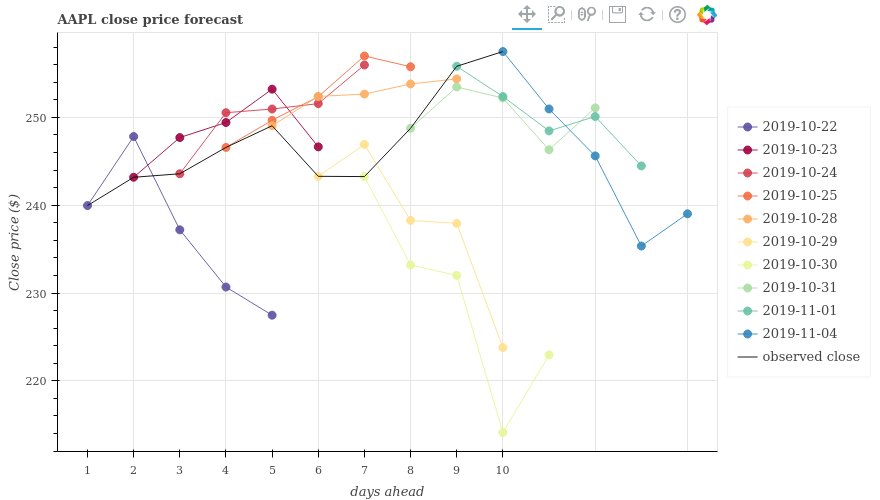 AAPL close price forecast
Close price ($)
250
240
230
220
1 2 3 4 5 6 7 8 9 10
days ahead
2019-10-22
2019-10-23
2019-10-24
2019-10-25
2019-10-28
2019-10-29
2019-10-30
2019-10-31
2019-11-01
2019-11-04
observed close